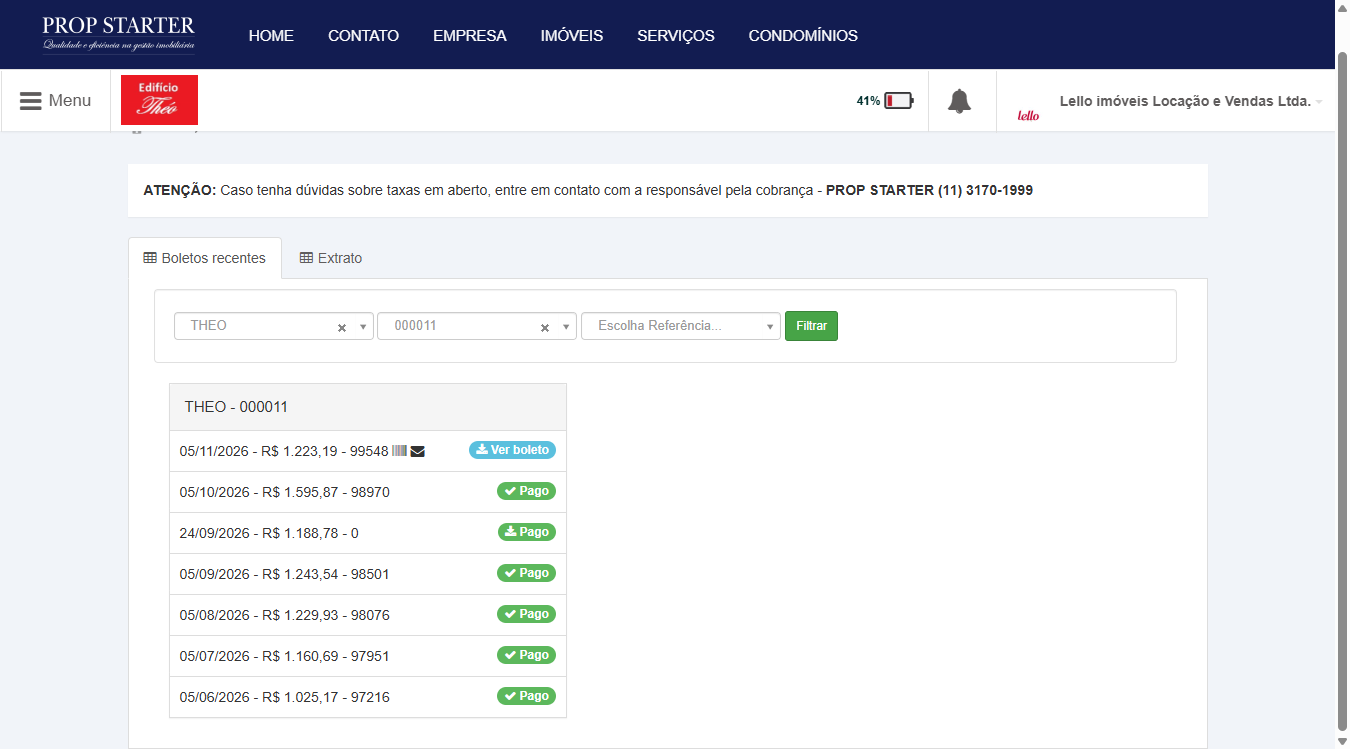 PROP STARTER
Qualidade e eficiência na gestão imobiliária
HOME CONTATO EMPRESA IMÓVEIS SERVIÇOS CONDOMÍNIOS
Menu
Edifício
Théo
41%
lello
Lello imóveis Locação e Vendas Ltda.
ATENÇÃO: Caso tenha dúvidas sobre taxas em aberto, entre em contato com a responsável pela cobrança - PROP STARTER (11) 3170-1999
Boletos recentes Extrato
THEO 000011 Escolha Referência... Filtrar
THEO - 000011
05/11/2026 - R$ 1.223,19 - 99548 Ver boleto
05/10/2026 - R$ 1.595,87 - 98970 Pago
24/09/2026 - R$ 1.188,78 - 0 Pago
05/09/2026 - R$ 1.243,54 - 98501 Pago
05/08/2026 - R$ 1.229,93 - 98076 Pago
05/07/2026 - R$ 1.160,69 - 97951 Pago
05/06/2026 - R$ 1.025,17 - 97216 Pago